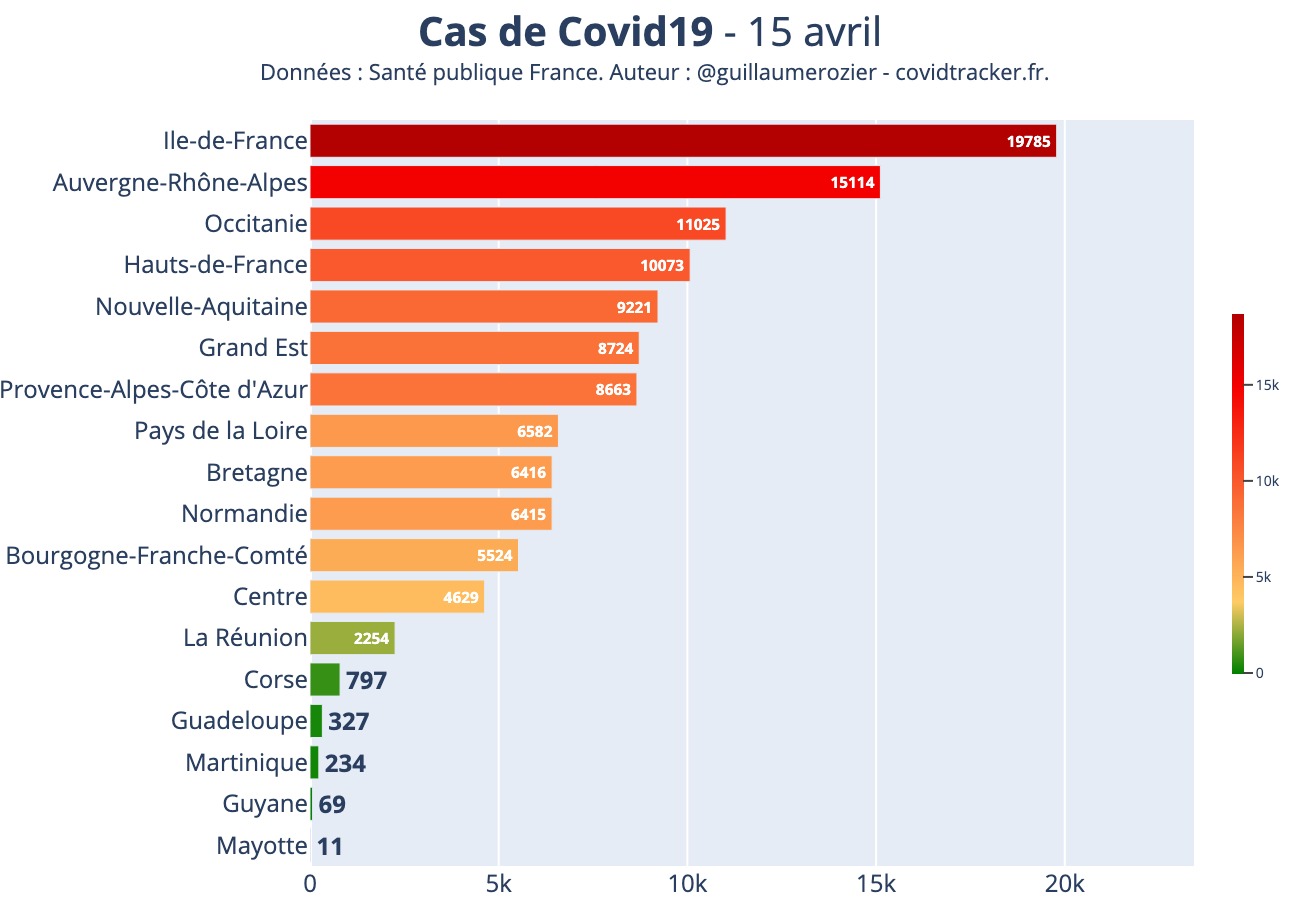 Cas de Covid19 - 15 avril
Données : Santé publique France. Auteur : @guillaumerozier - covidtracker.fr.
Ile-de-France 19785
Auvergne-Rhône-Alpes 15114
Occitanie 11025
Hauts-de-France 10073
Nouvelle-Aquitaine 9221
Grand Est 8724
Provence-Alpes-Côte d'Azur 8663
Pays de la Loire 6582
Bretagne 6416
Normandie 6415
Bourgogne-Franche-Comté 5524
Centre 4629
La Réunion 2254
Corse 797
Guadeloupe 327
Martinique 234
Guyane 69
Mayotte 11
0 5k 10k 15k 20k
15k
10k
5k
0